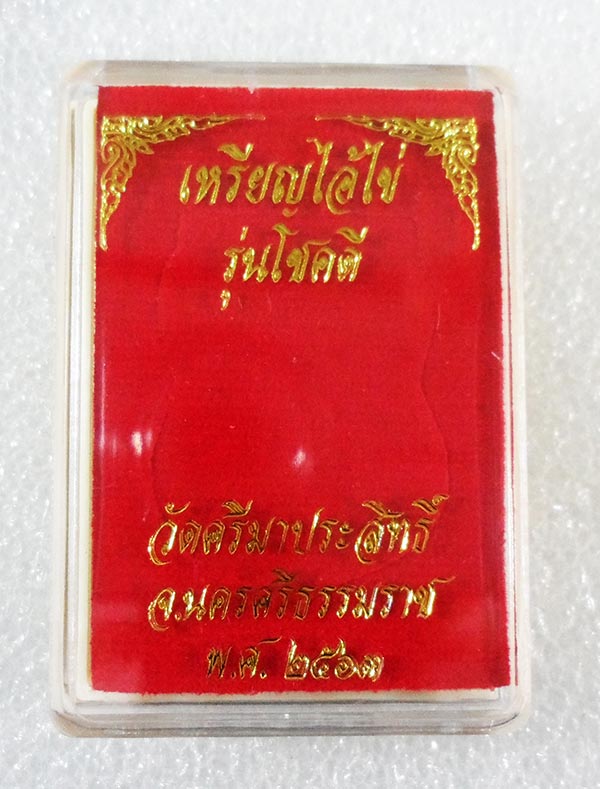 เหรียญไอ้ไข่
รุ่นโชคดี
วัดศรีมาประสิทธิ์
จ.นครศรีธรรมราช
พ.ศ. ๒๕๖๓